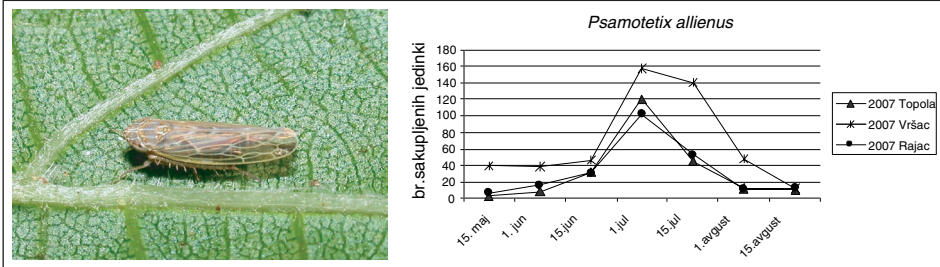 Psamotetix allienus
br.sakupljenih jedinki
180
160
140
120
100
80
60
40
20
0
15. maj
1. jun
15.jun
1.jul
15.jul
1.avgust
15.avgust
2007 Topola
2007 Vršac
2007 Rajac